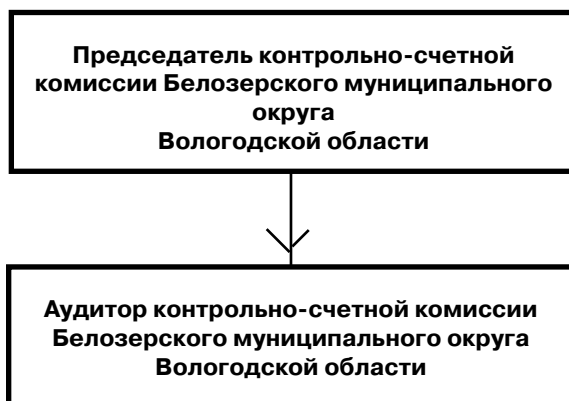 Председатель контрольно-счетной
комиссии Белозерского муниципального
округа
Вологодской области
Аудитор контрольно-счетной комиссии
Белозерского муниципального округа
Вологодской области